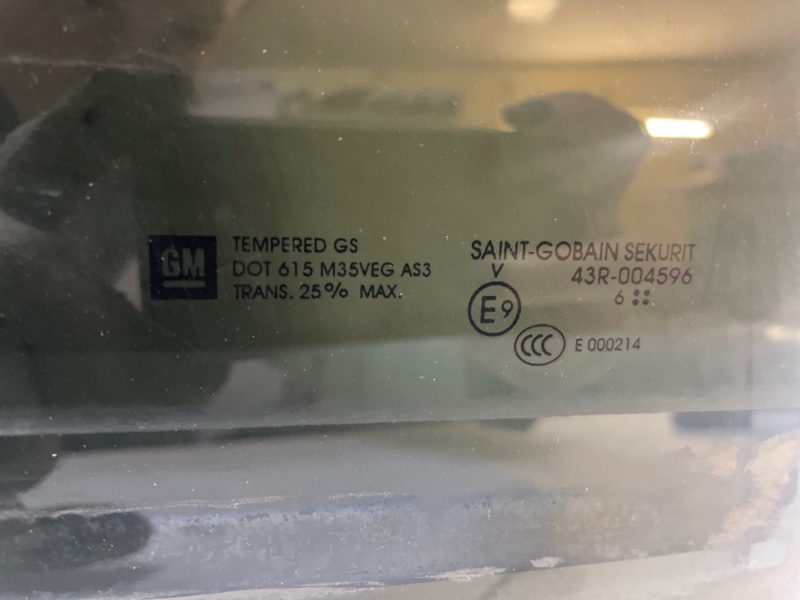 GM
TEMPERED GS
DOT 615 M35VEG AS3
TRANS. 25% MAX.
SAINT-GOBAIN SEKURIT
V
43R-004596
6
E9
CCC
E 000214